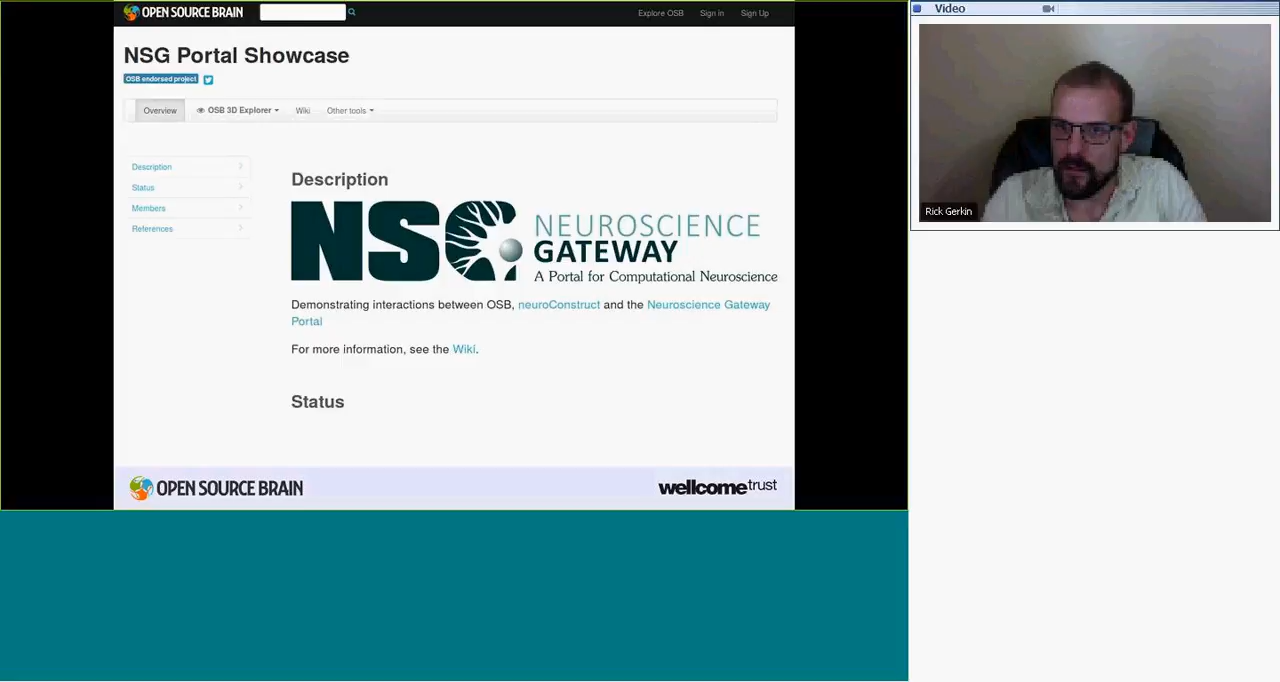 OPEN SOURCE BRAIN
Explore OSB Sign in Sign Up
Video
NSG Portal Showcase
OSB endorsed project
Overview OSB 3D Explorer Wiki Other tools
Description
Status
Members
References
Description
NSG NEUROSCIENCE
GATEWAY
A Portal for Computational Neuroscience
Demonstrating interactions between OSB, neuroConstruct and the Neuroscience Gateway
Portal
For more information, see the Wiki.
Status
OPEN SOURCE BRAIN
wellcometrust
Rick Gerkin